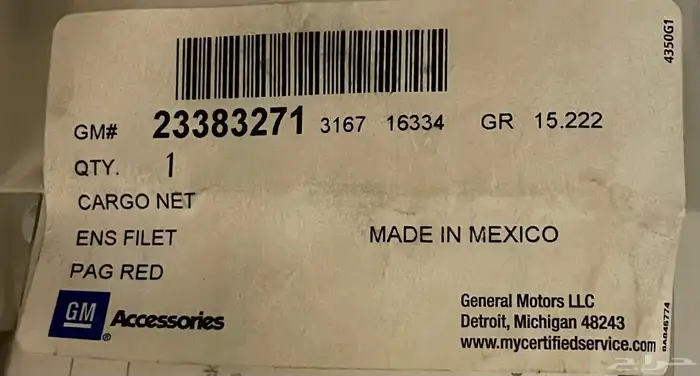 4350G1
GM# 23383271 3167 16334 GR 15.222
QTY. 1
CARGO NET
ENS FILET MADE IN MEXICO
PAG RED
GM
® Accessories
General Motors LLC
Detroit, Michigan 48243
www.mycertifiedservice.com
حراج